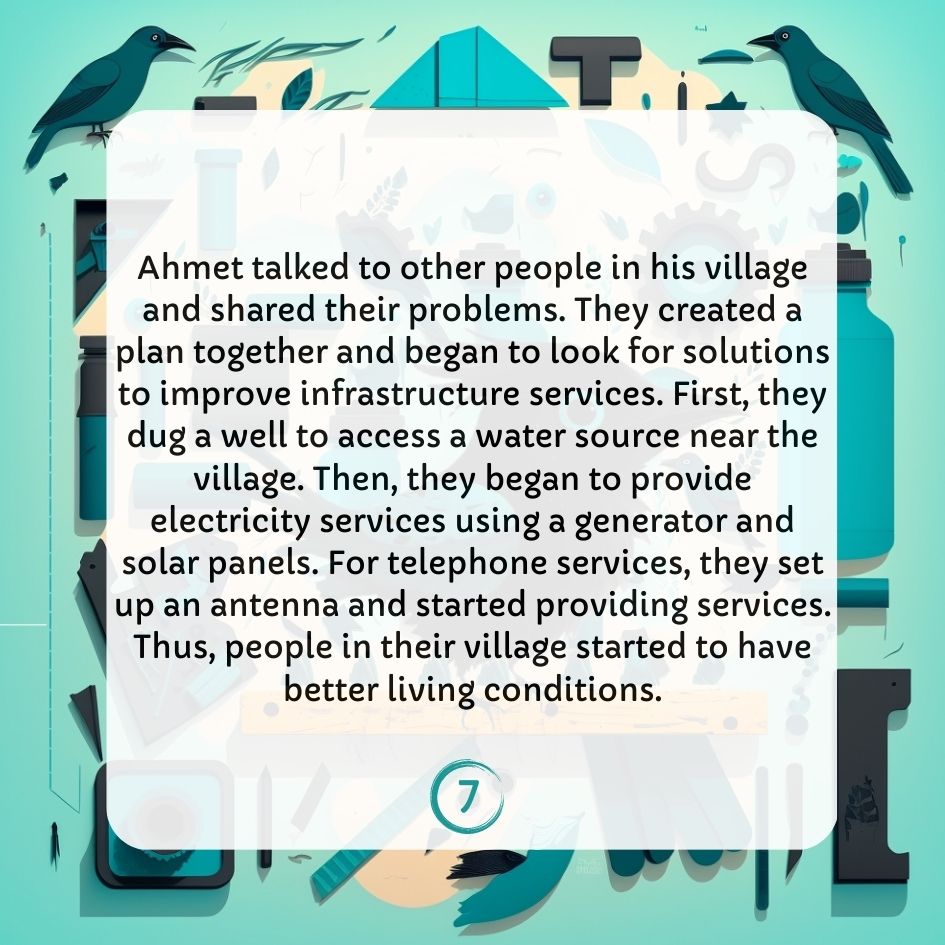 Ahmet talked to other people in his village
and shared their problems. They created a
plan together and began to look for solutions
to improve infrastructure services. First, they
dug a well to access a water source near the
village. Then, they began to provide
electricity services using a generator and
solar panels. For telephone services, they set
up an antenna and started providing services.
Thus, people in their village started to have
better living conditions.
7